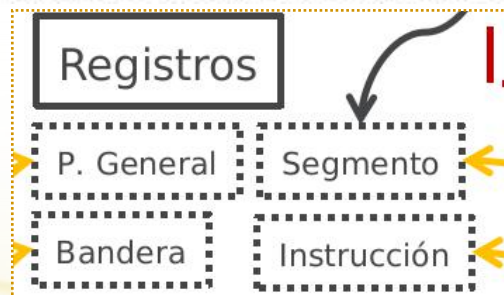 Registros
P. General
Segmento
Bandera
Instrucción